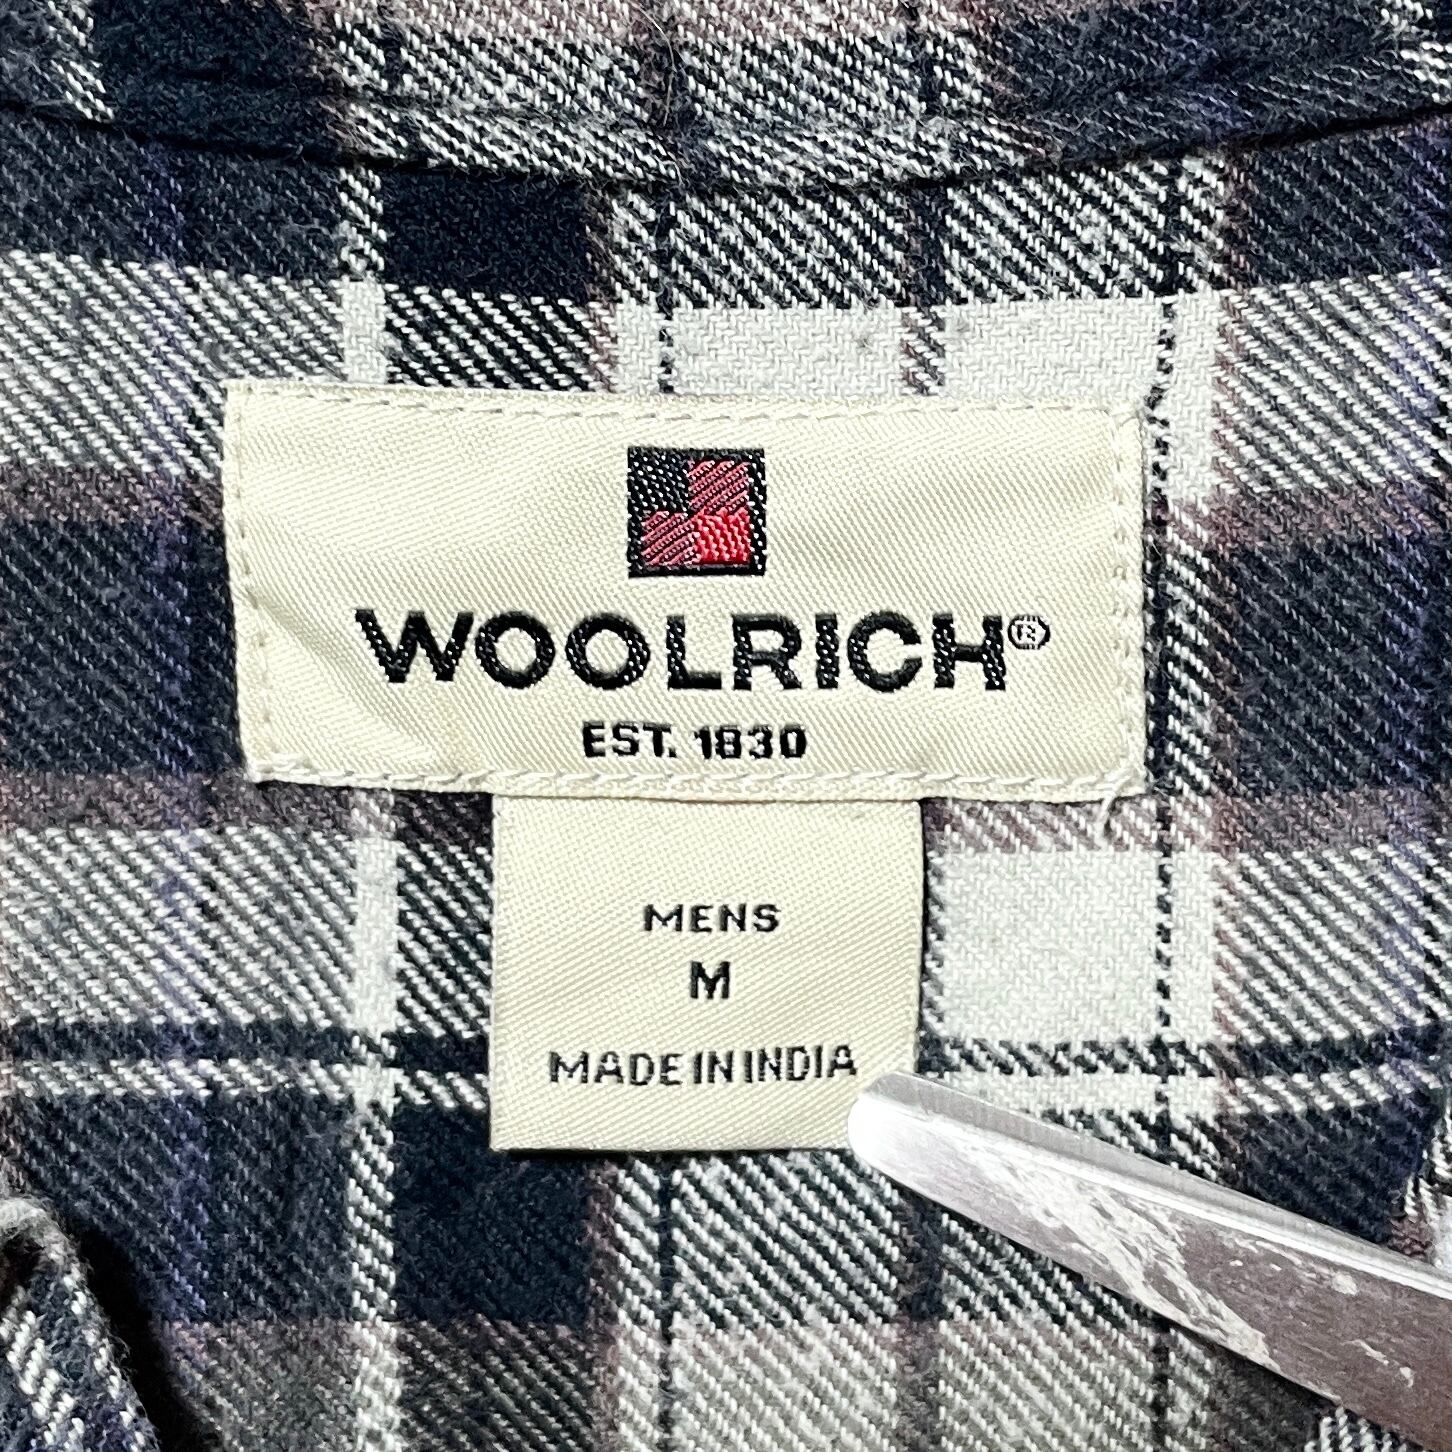 WOOLRICH®
EST. 1830
MENS
M
MADE IN INDIA